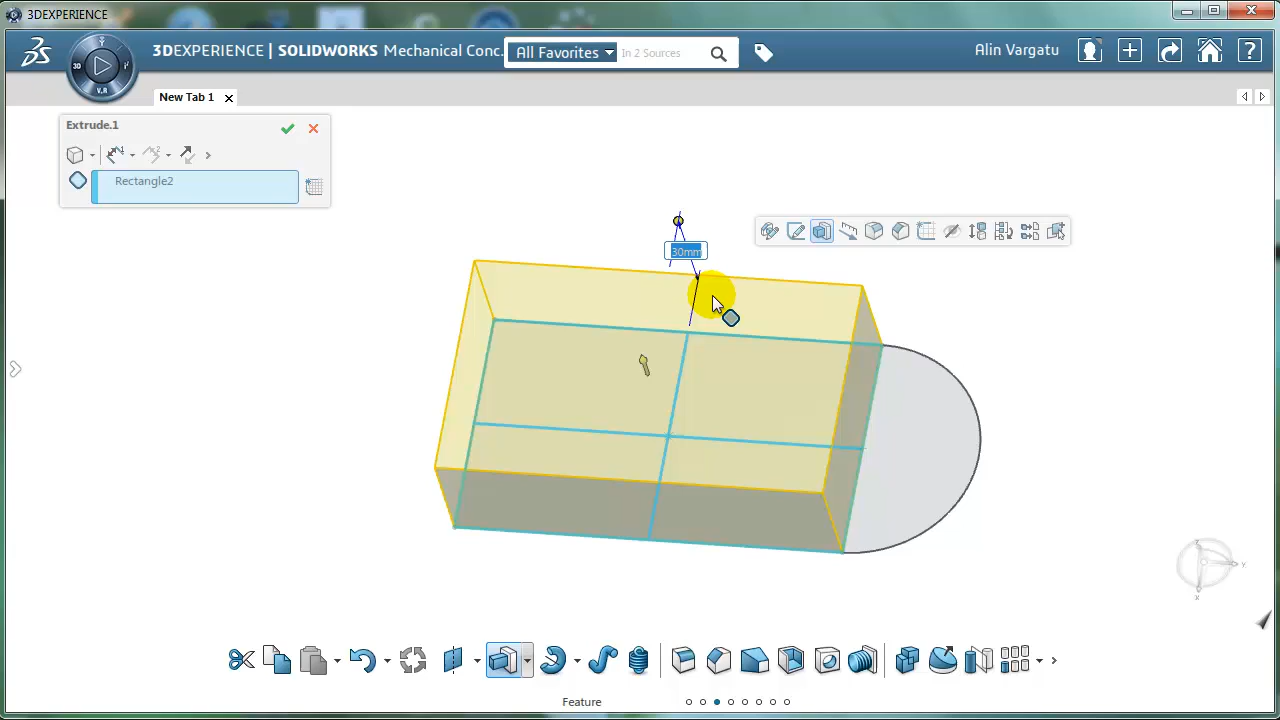 3DEXPERIENCE
3DEXPERIENCE | SOLIDWORKS Mechanical Conc.
All Favorites
In 2 Sources
Alin Vargatu
?
3D
V.R
New Tab 1
Extrude.1
Rectangle2
30mm
Y
X
Feature